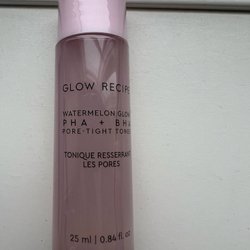 GLOW RECIPE
WATERMELON GLOW
PHA + BHA
PORE-TIGHT TONER
TONIQUE RESSERRANT
LES PORES
25 ml | 0.84 fl. oz